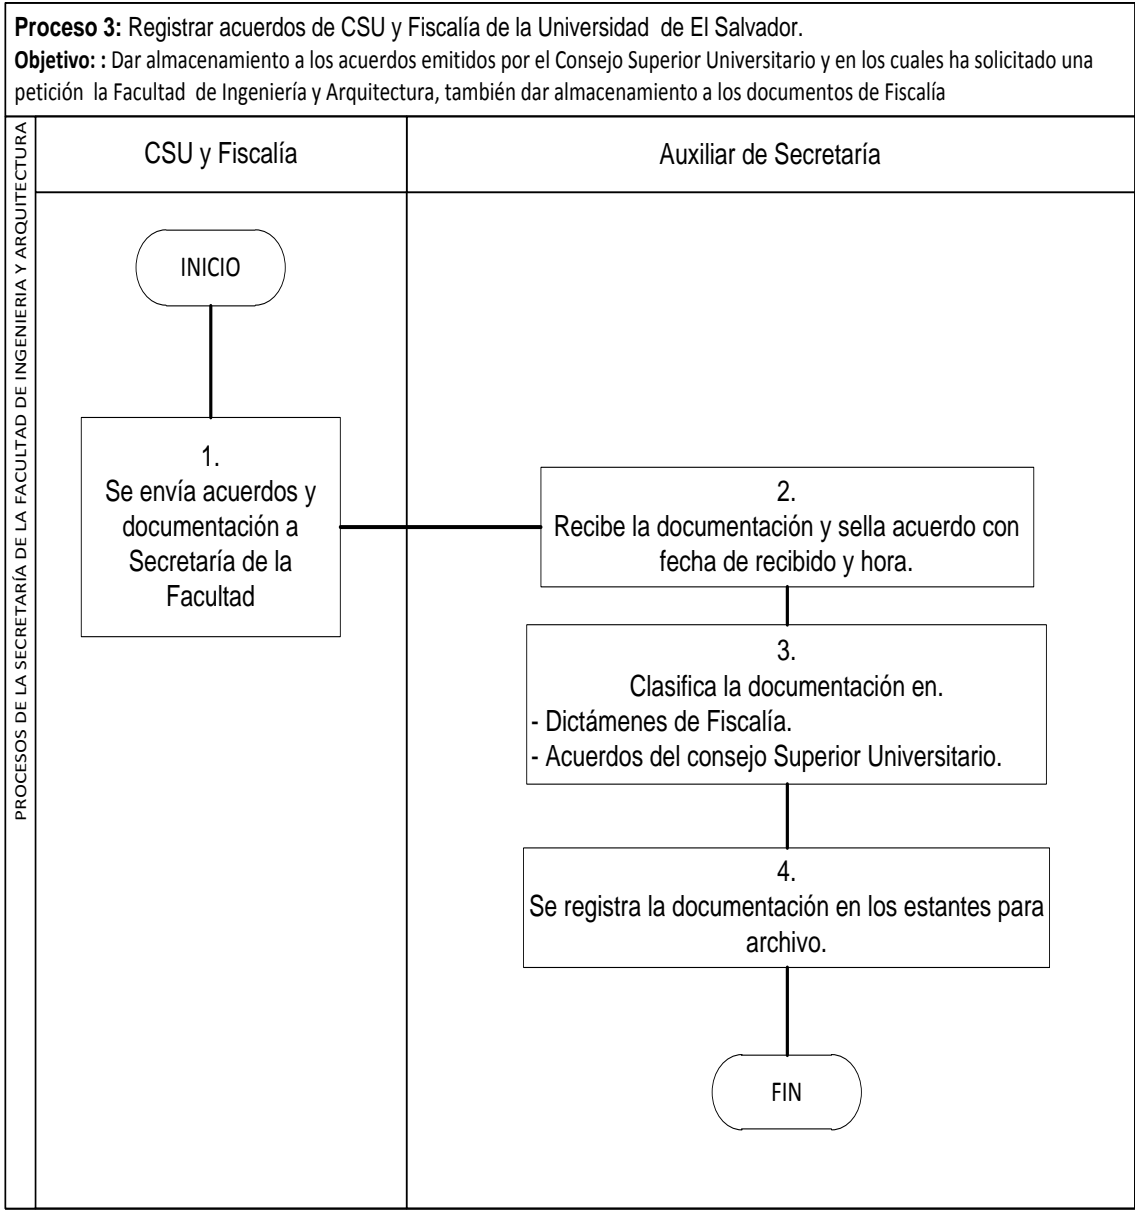 Proceso 3: Registrar acuerdos de CSU y Fiscalía de la Universidad de El Salvador.
Objetivo: : Dar almacenamiento a los acuerdos emitidos por el Consejo Superior Universitario y en los cuales ha solicitado una
petición la Facultad de Ingeniería y Arquitectura, también dar almacenamiento a los documentos de Fiscalía
PROCESOS DE LA SECRETARÍA DE LA FACULTAD DE INGENIERIA Y ARQUITECTURA
CSU y Fiscalía
Auxiliar de Secretaría
INICIO
1.
Se envía acuerdos y
documentación a
Secretaría de la
Facultad
2.
Recibe la documentación y sella acuerdo con
fecha de recibido y hora.
3.
Clasifica la documentación en.
- Dictámenes de Fiscalía.
- Acuerdos del consejo Superior Universitario.
4.
Se registra la documentación en los estantes para
archivo.
FIN